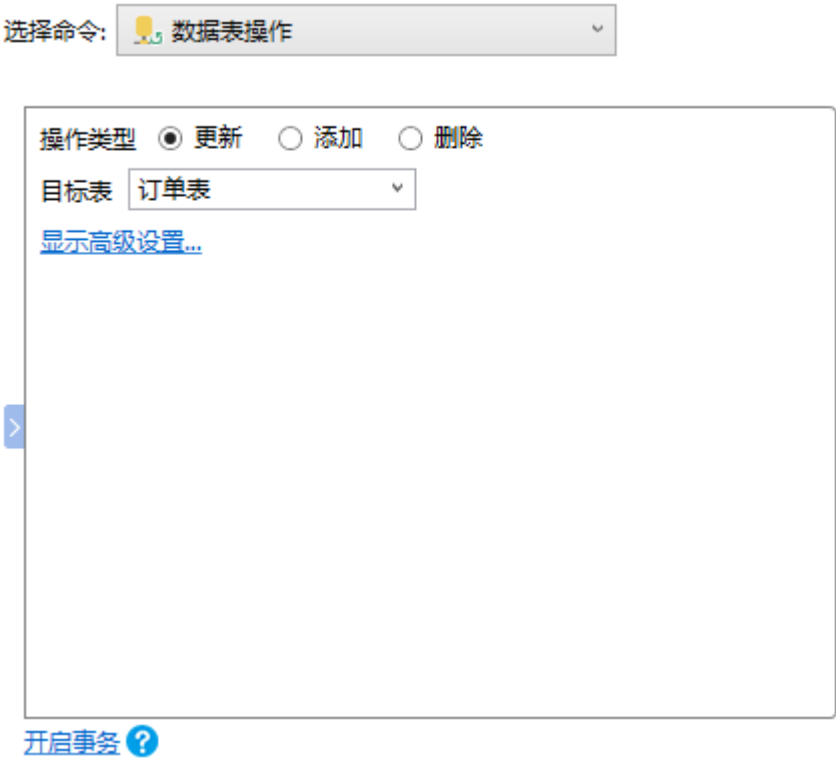 选择命令: 数据表操作
操作类型 更新 添加 删除
目标表 订单表
显示高级设置...
开启事务 ?